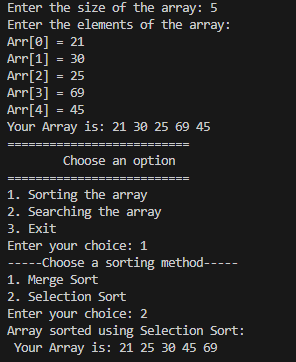 Enter the size of the array: 5
Enter the elements of the array:
Arr[0] = 21
Arr[1] = 30
Arr[2] = 25
Arr[3] = 69
Arr[4] = 45
Your Array is: 21 30 25 69 45
==========================
        Choose an option
==========================
1. Sorting the array
2. Searching the array
3. Exit
Enter your choice: 1
-----Choose a sorting method-----
1. Merge Sort
2. Selection Sort
Enter your choice: 2
Array sorted using Selection Sort:
 Your Array is: 21 25 30 45 69